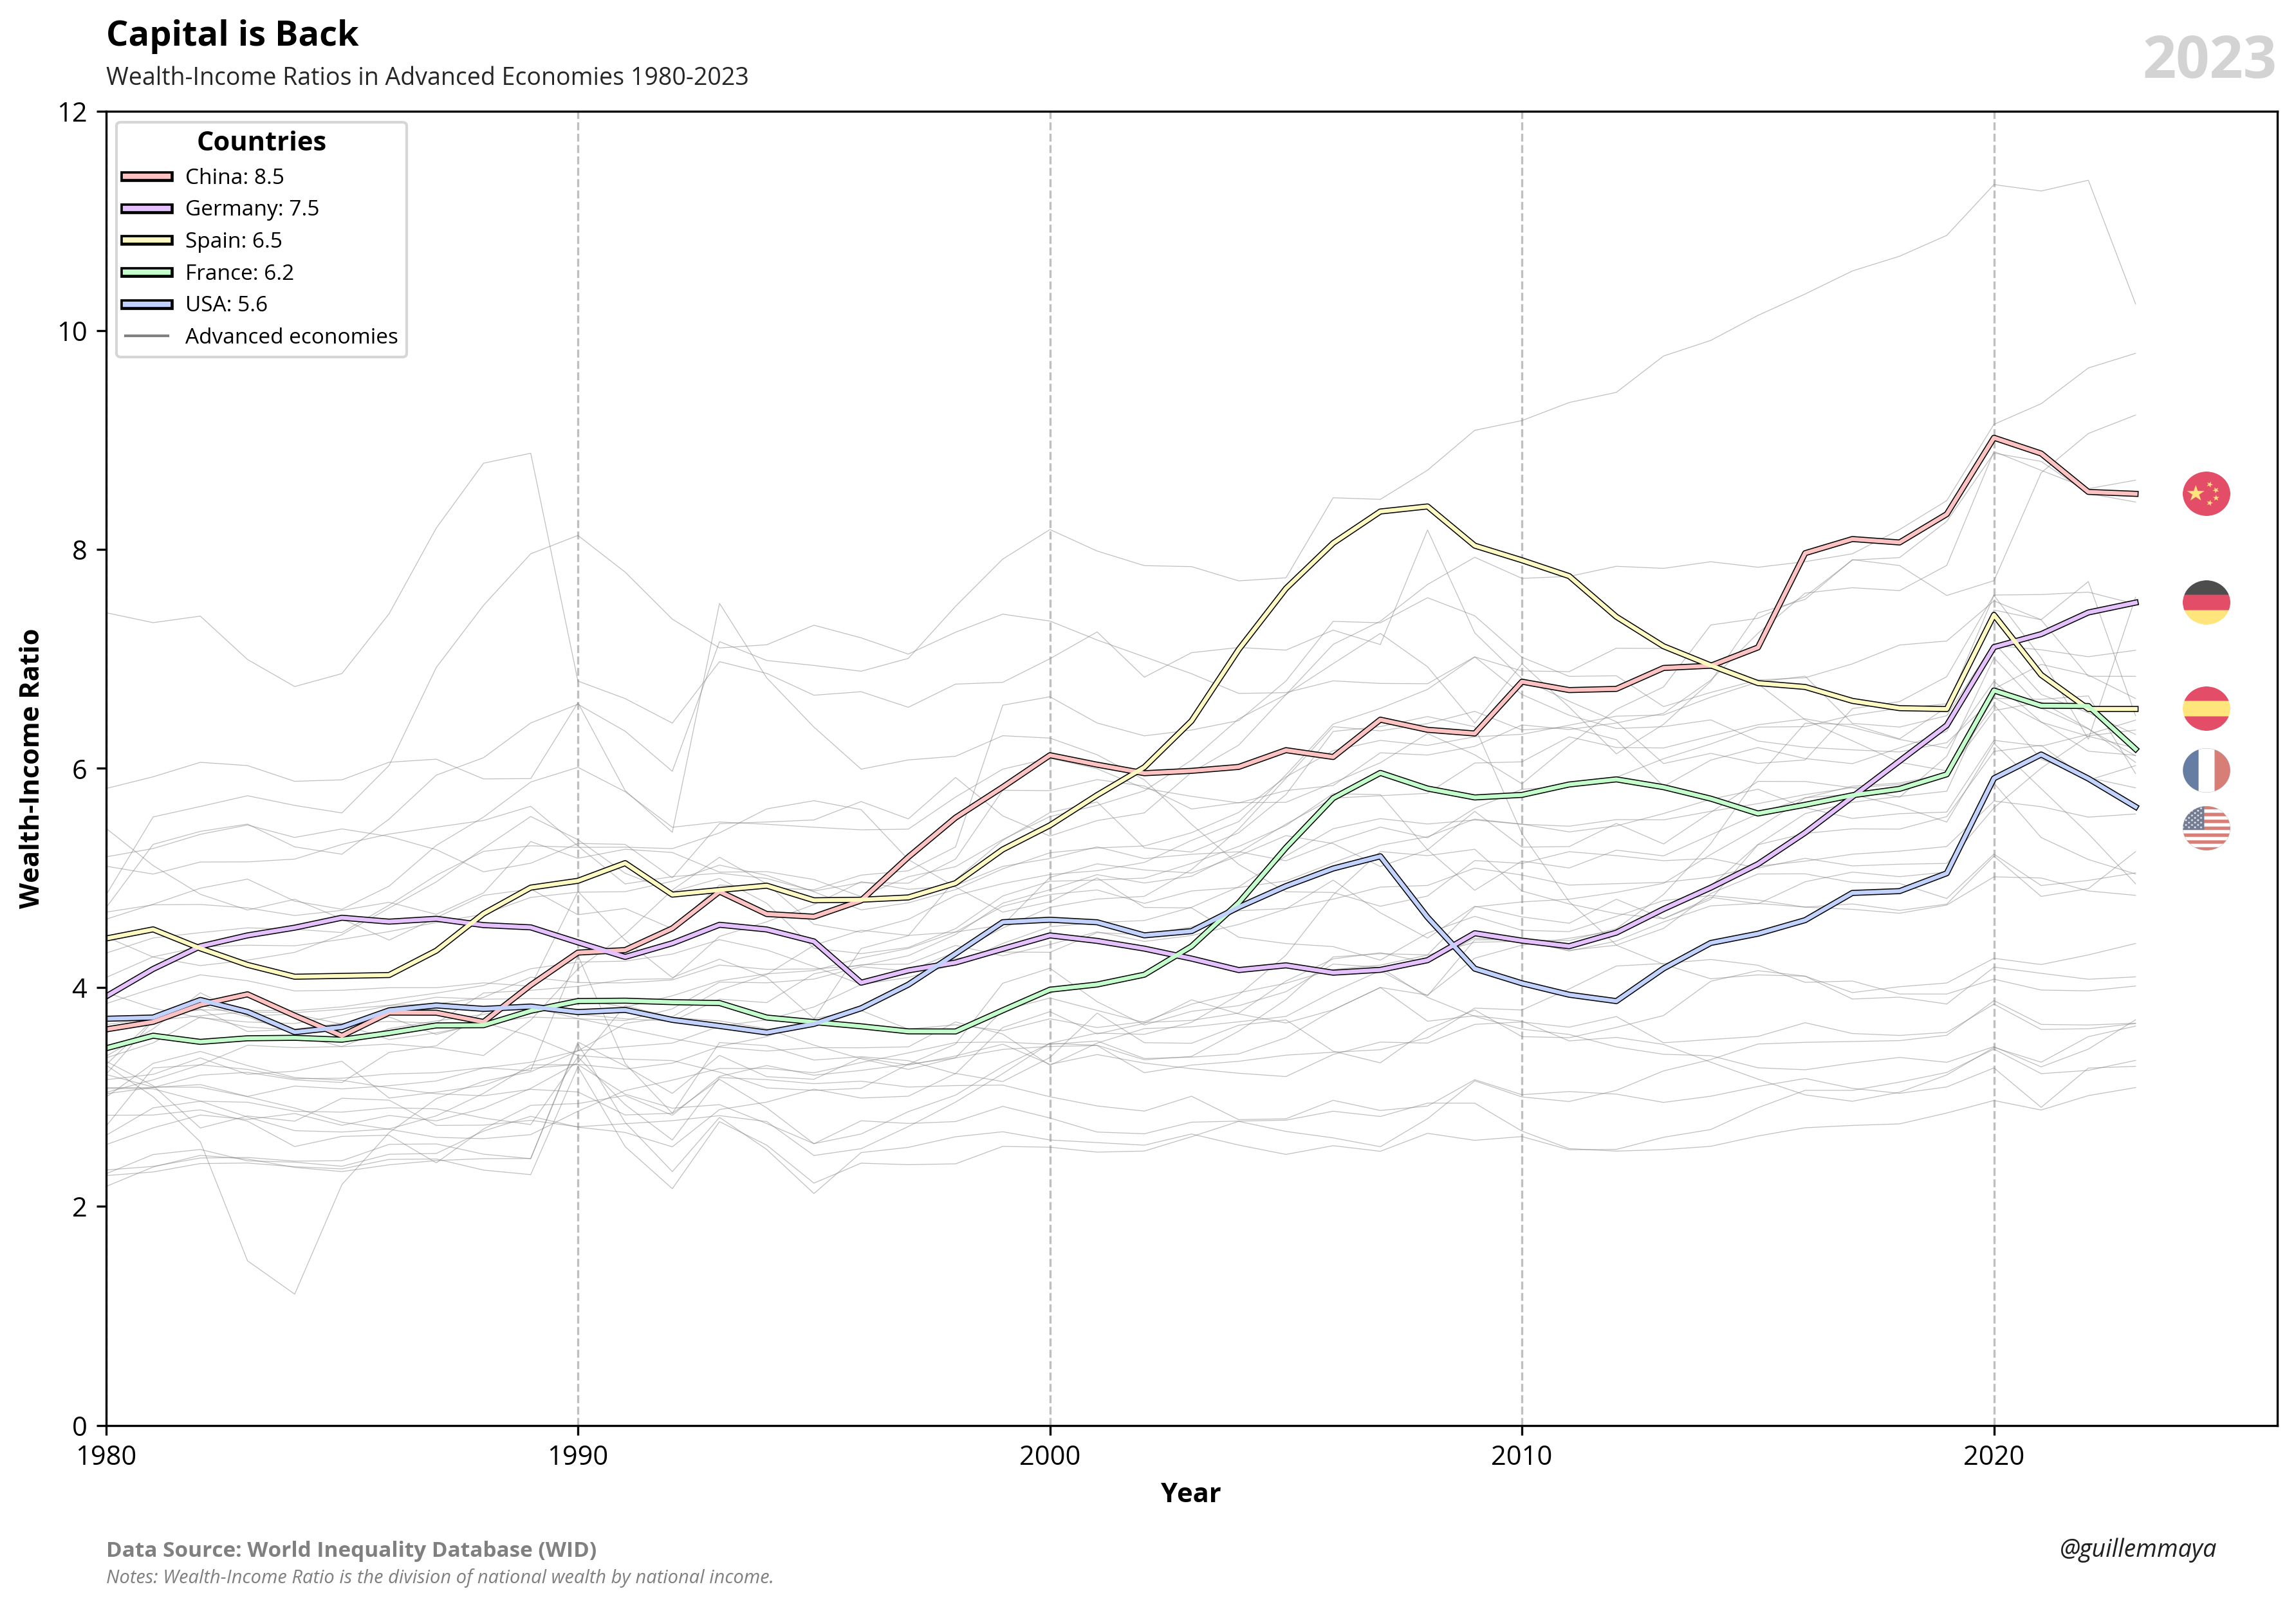 Capital is Back
Wealth-Income Ratios in Advanced Economies 1980-2023
2023
12
10
8
6
4
2
0
Wealth-Income Ratio
Countries
China: 8.5
Germany: 7.5
Spain: 6.5
France: 6.2
USA: 5.6
Advanced economies
1980
1990
2000
2010
2020
Year
Data Source: World Inequality Database (WID)
@guillemmaya
Notes: Wealth-Income Ratio is the division of national wealth by national income.